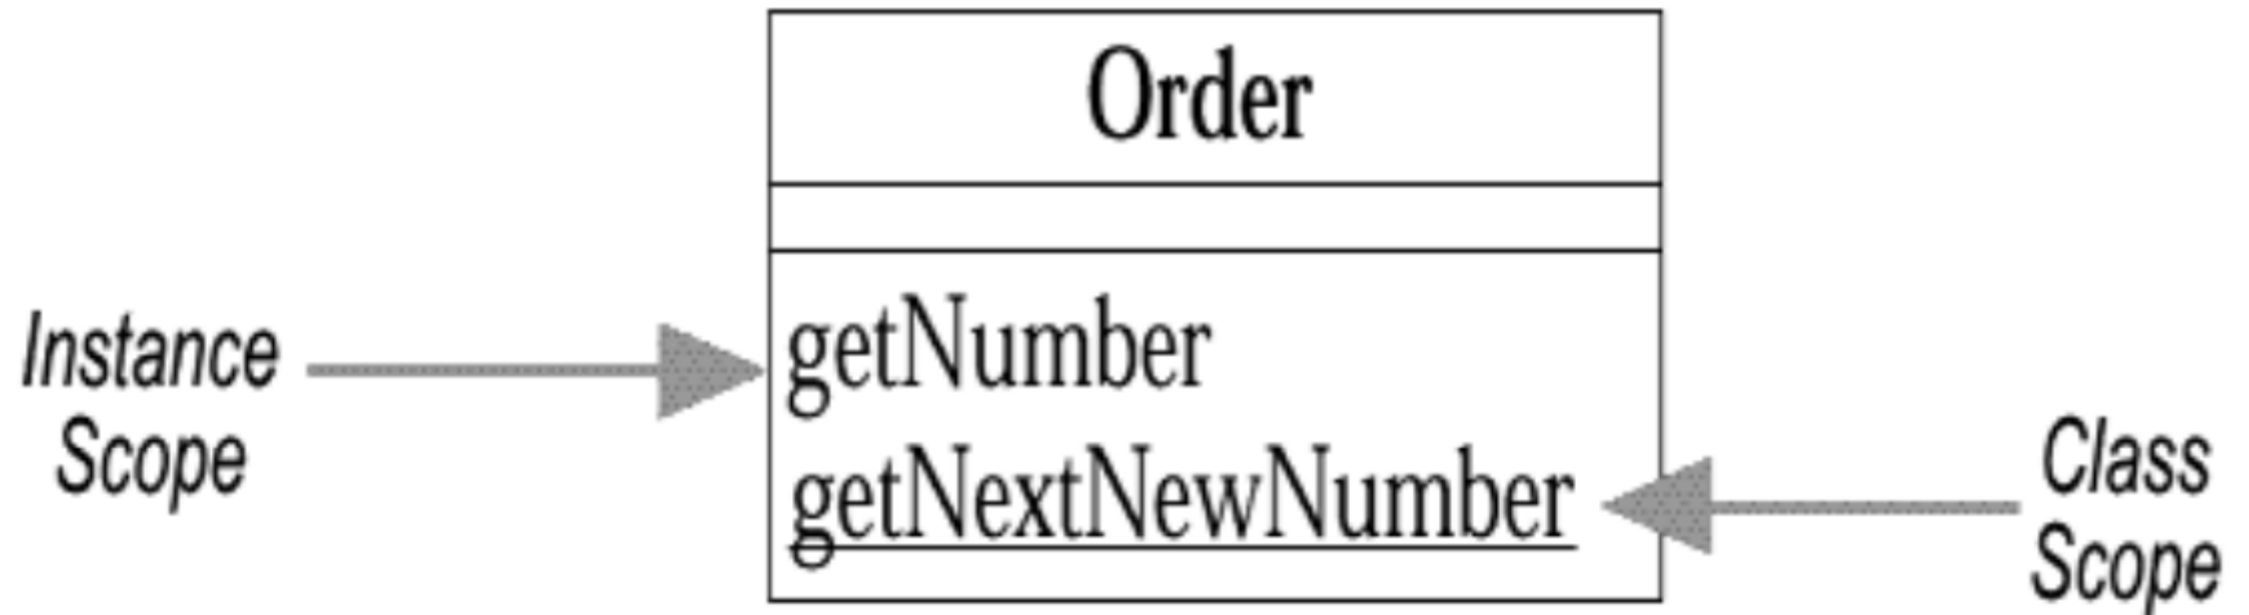 Order
getNumber
getNextNewNumber
Instance
Scope
Class
Scope